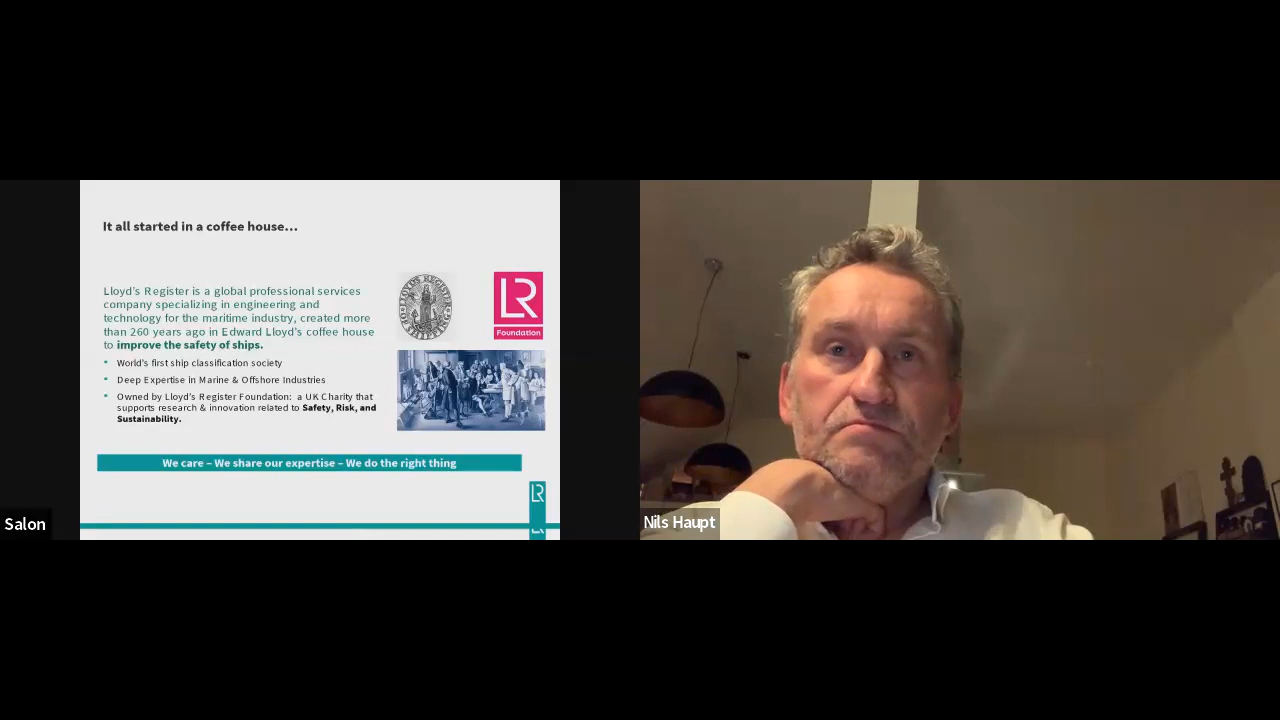 It all started in a coffee house...
Lloyd's Register is a global professional services
company specializing in engineering and
technology for the maritime industry, created more
than 260 years ago in Edward Lloyd's coffee house
to improve the safety of ships.
• World's first ship classification society
• Deep Expertise in Marine & Offshore Industries
• Owned by Lloyd's Register Foundation: a UK Charity that
supports research & innovation related to Safety, Risk, and
Sustainability.
LLOYD'S REGISTER
LR
Foundation
We care – We share our expertise – We do the right thing
LR
Salon
Nils Haupt